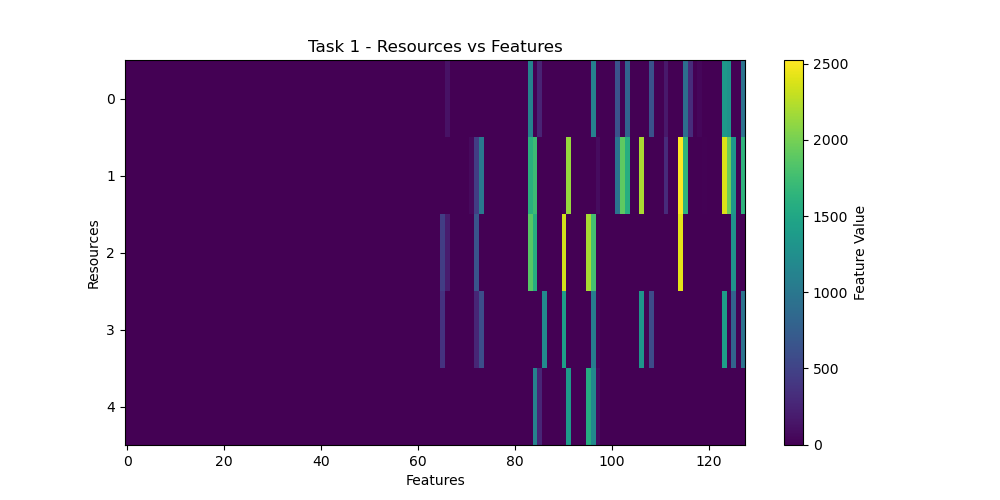 Task 1 - Resources vs Features
Resources
0
1
2
3
4
0 20 40 60 80 100 120
Features
2500
2000
1500
1000
500
0
Feature Value